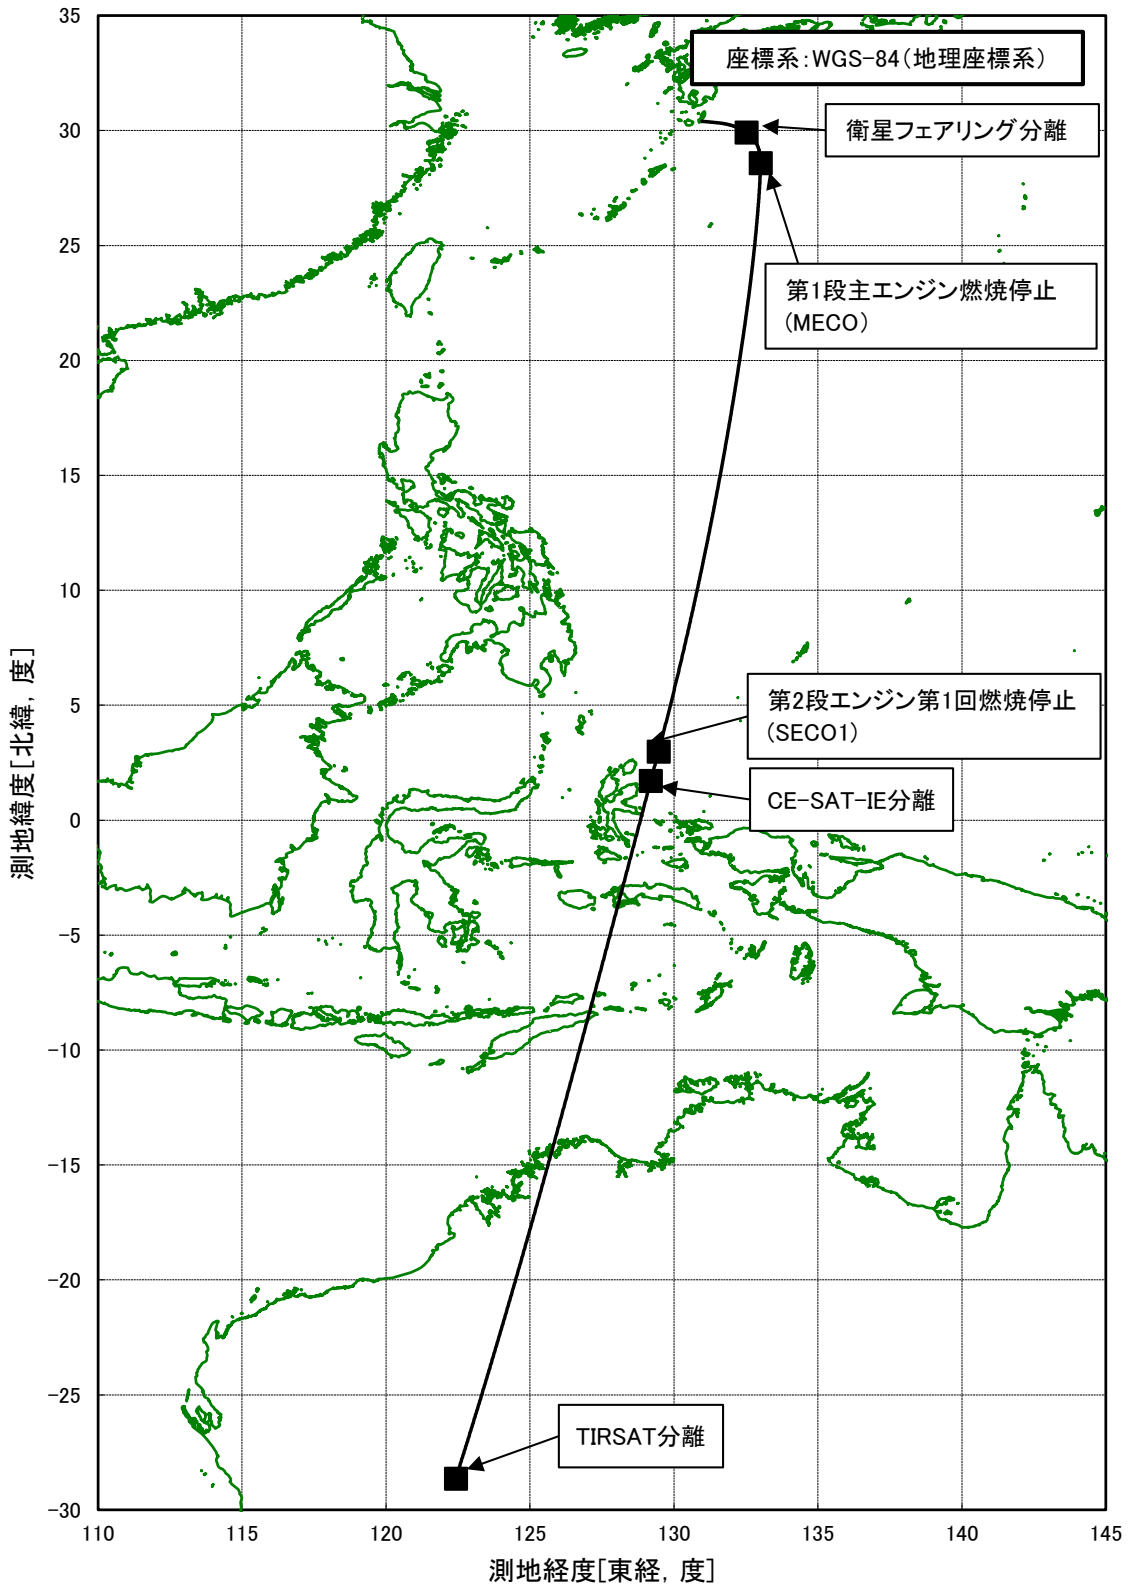 座標系:WGS-84(地理座標系)
衛星フェアリング分離
第1段主エンジン燃焼停止
(MECO)
第2段エンジン第1回燃焼停止
(SECO1)
CE-SAT-IE分離
TIRSAT分離
測地緯度[北緯, 度]
35
30
25
20
15
10
5
0
-5
-10
-15
-20
-25
-30
110
115
120
125
130
135
140
145
測地経度[東経, 度]